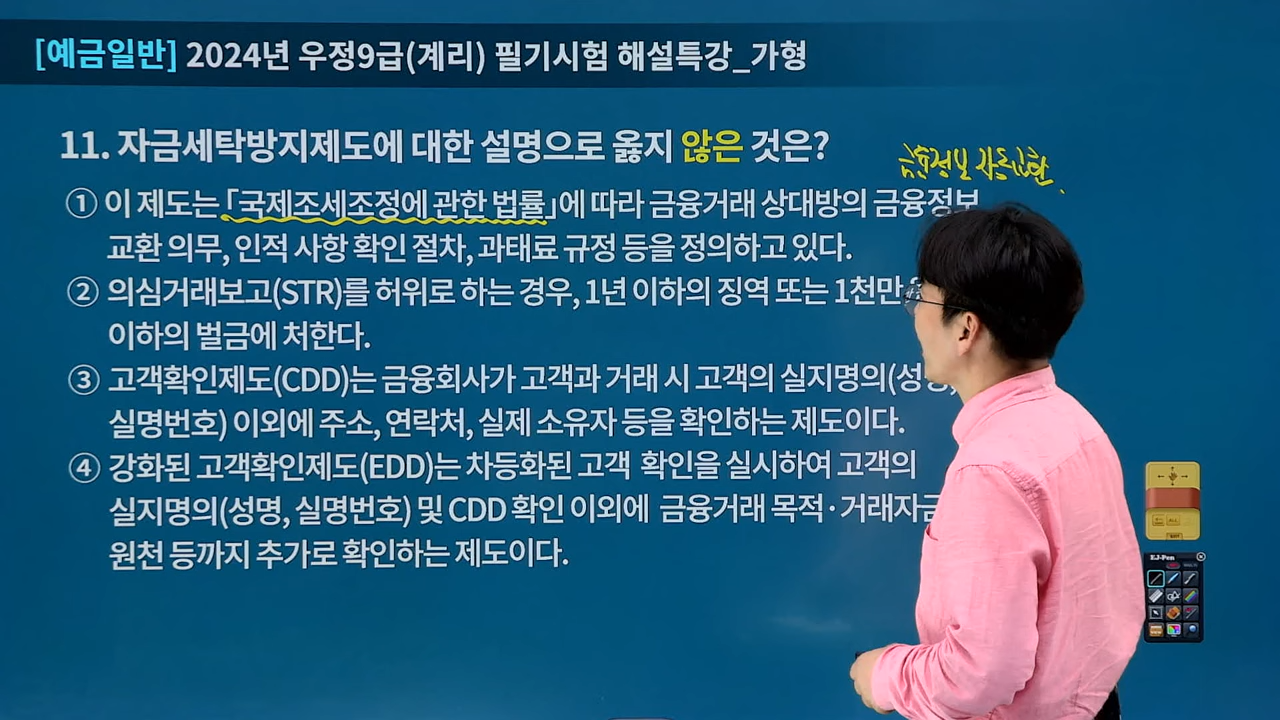 [예금일반] 2024년 우정9급(계리) 필기시험 해설특강_가형
11. 자금세탁방지제도에 대한 설명으로 옳지 않은 것은?
금융정보 자동교환.
① 이 제도는 「국제조세조정에 관한 법률」에 따라 금융거래 상대방의 금융정보
교환 의무, 인적 사항 확인 절차, 과태료 규정 등을 정의하고 있다.
② 의심거래보고(STR)를 허위로 하는 경우, 1년 이하의 징역 또는 1천만
이하의 벌금에 처한다.
③ 고객확인제도(CDD)는 금융회사가 고객과 거래 시 고객의 실지명의(성명,
실명번호) 이외에 주소, 연락처, 실제 소유자 등을 확인하는 제도이다.
④ 강화된 고객확인제도(EDD)는 차등화된 고객 확인을 실시하여 고객의
실지명의(성명, 실명번호) 및 CDD 확인 이외에 금융거래 목적·거래자금
원천 등까지 추가로 확인하는 제도이다.
EJ-Pen